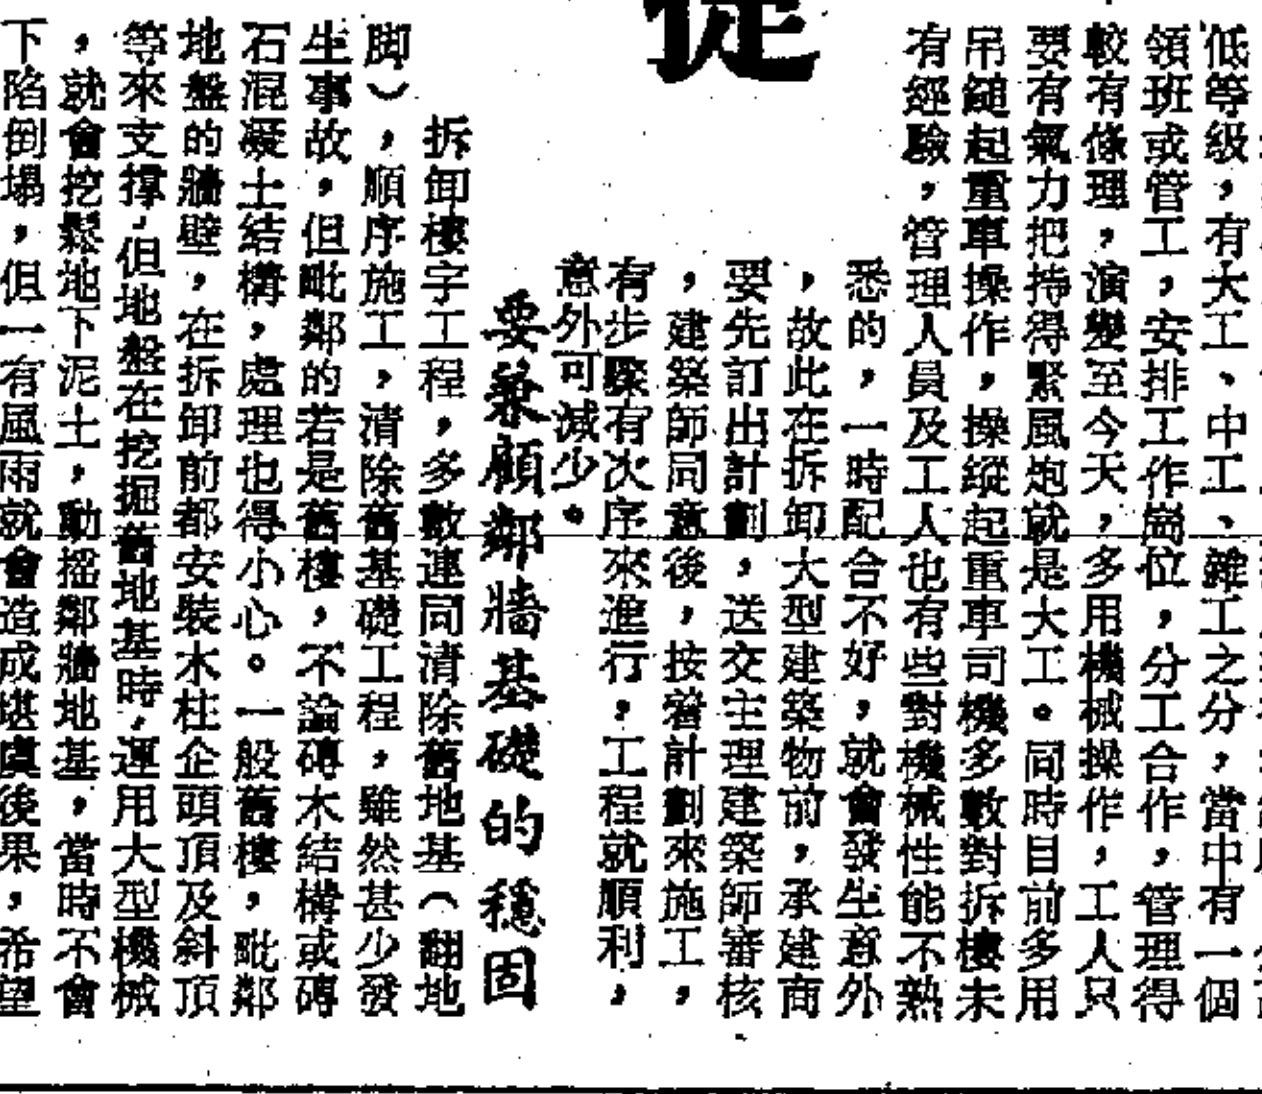 從
低等級，有大工、中工、雜工之分，當中有一個
領班或管工，安排工作崗位，分工合作，管理得
較有條理，演變至今天，多用機械操作，工人只
要有氣力把持得緊風炮就是大工。同時目前多用
吊鎚起重車操作，操縱起重車司機多數對拆樓未
有經驗，管理人員及工人也有些對機械性能不熟
悉的，一時配合不好，就會發生意外
，故此在拆卸大型建築物前，承建商
要先訂出計劃，送交主理建築師審核
，建築師同意後，按着計劃來施工，
有步驟有次序來進行，工程就順利，
意外可減少。
要兼顧鄰牆基礎的穩固
拆卸樓宇工程，多數連同清除舊地基（翻地
脚），順序施工，清除舊基礎工程，雖然甚少發
生事故，但毗鄰的若是舊樓，不論磚木結構或磚
石混凝土結構，處理也得小心。一般舊樓，毗鄰
地盤的牆壁，在拆卸前都安裝木柱企頭頂及斜頂
等來支撐，但地盤在挖掘舊地基時，運用大型機械
，就會挖鬆地下泥土，動搖鄰牆地基，當時不會
下陷倒塌，但一有風雨就會造成堪虞後果，希望